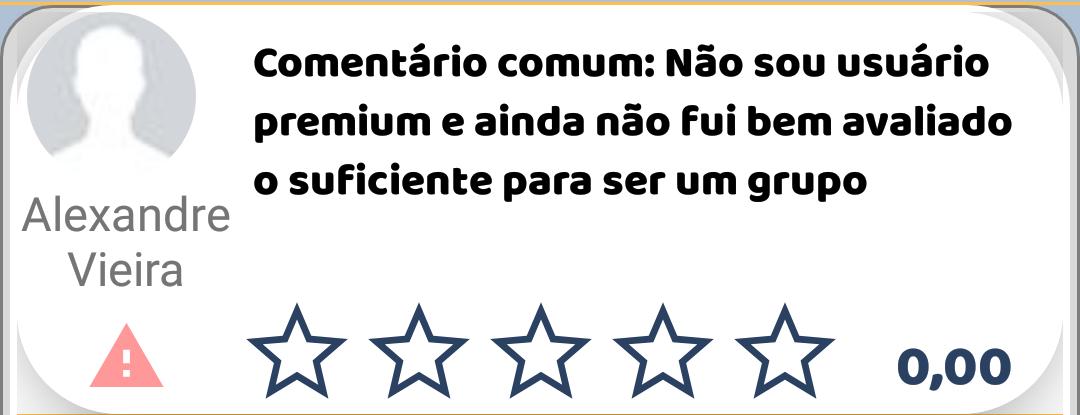 Comentário comum: Não sou usuário
premium e ainda não fui bem avaliado
o suficiente para ser um grupo
Alexandre
Vieira
0,00